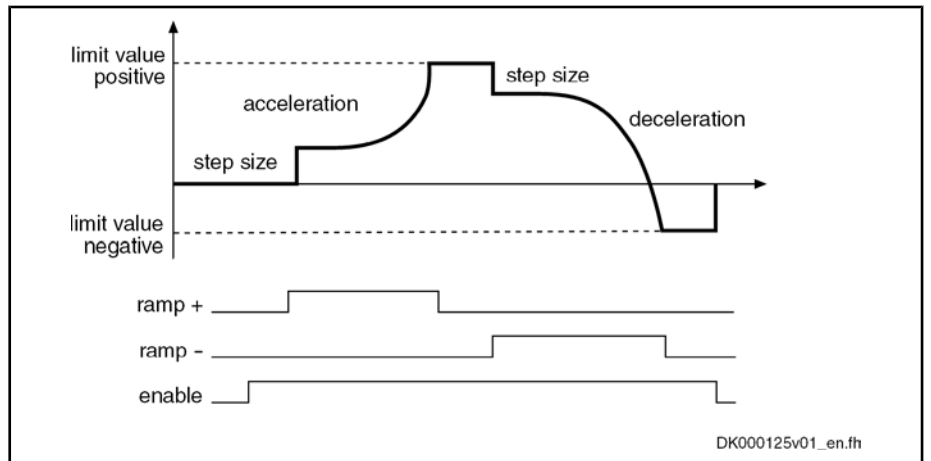 limit value
positive
step size
acceleration
deceleration
step size
limit value
negative
ramp +
ramp −
enable
DK000125v01_en.fh